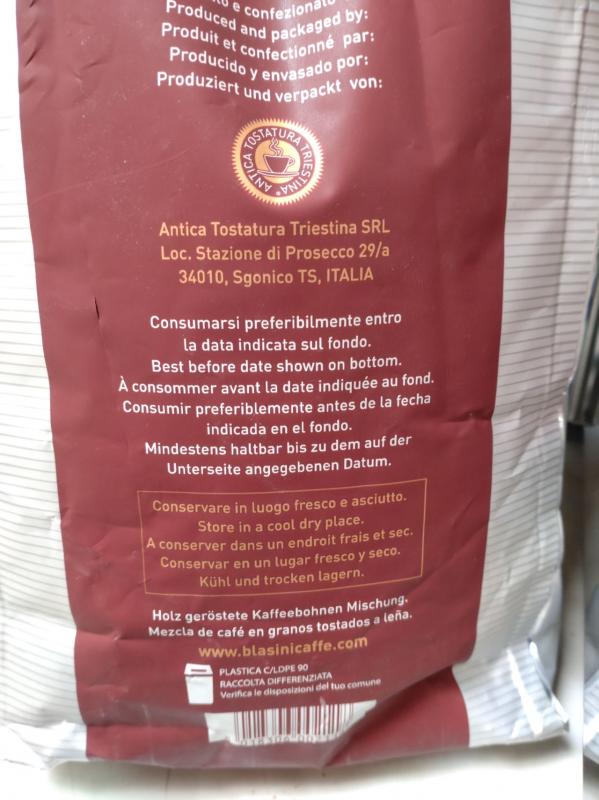 e confezionato
Produced and packaged by:
Produit et confectionné par:
Producido y envasado por:
Produziert und verpackt von:
ANTICA TOSTATURA TRIESTINA
Antica Tostatura Triestina SRL
Loc. Stazione di Prosecco 29/a
34010, Sgonico TS, ITALIA
Consumarsi preferibilmente entro
la data indicata sul fondo.
Best before date shown on bottom.
À consommer avant la date indiquée au fond.
Consumir preferiblemente antes de la fecha
indicada en el fondo.
Mindestens haltbar bis zu dem auf der
Unterseite angegebenen Datum.
Conservare in luogo fresco e asciutto.
Store in a cool dry place.
A conserver dans un endroit frais et sec.
Conservar en un lugar fresco y seco.
Kühl und trocken lagern.
Holz geröstete Kaffeebohnen Mischung.
Mezcla de café en granos tostados a leña.
www.blasinicaffe.com
PLASTICA C/LDPE 90
RACCOLTA DIFFERENZIATA
Verifica le disposizioni del tuo comune